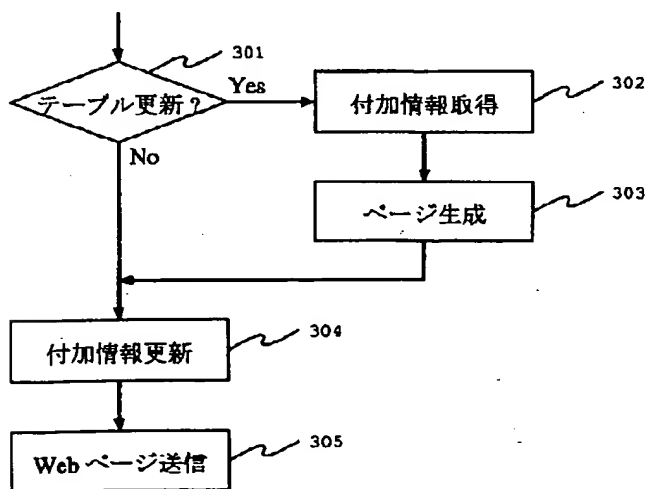 301
テーブル更新?
Yes
付加情報取得
302
No
ページ生成
303
付加情報更新
304
Webページ送信
305